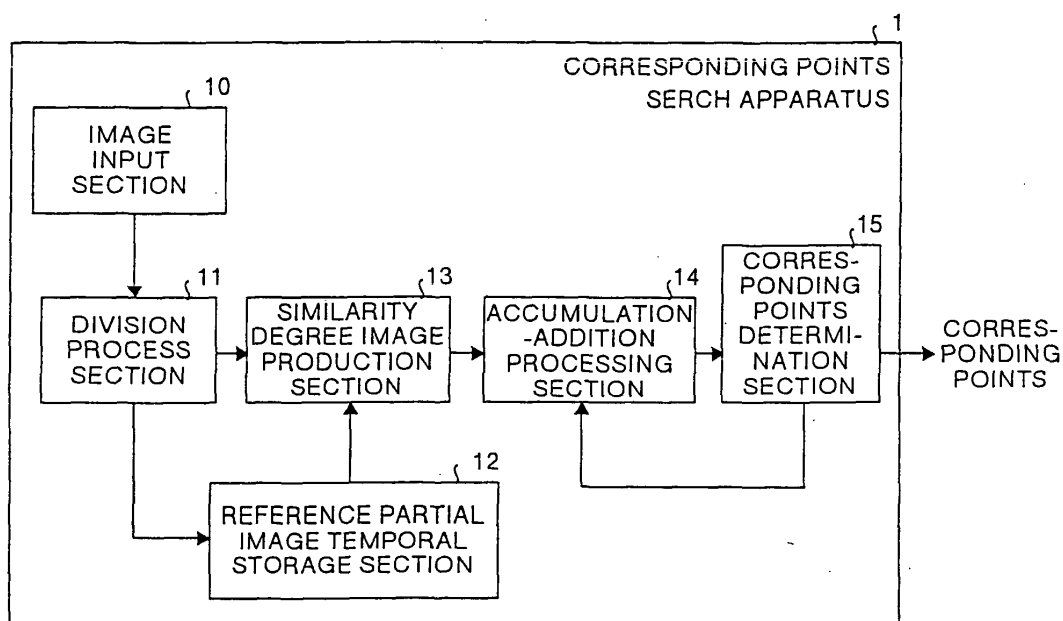 1
CORRESPONDING POINTS
SERCH APPARATUS
10
IMAGE
INPUT
SECTION
11
DIVISION
PROCESS
SECTION
13
SIMILARITY
DEGREE IMAGE
PRODUCTION
SECTION
14
ACCUMULATION
-ADDITION
PROCESSING
SECTION
15
CORRES-
PONDING
POINTS
DETERMI-
NATION
SECTION
CORRES-
PONDING
POINTS
12
REFERENCE PARTIAL
IMAGE TEMPORAL
STORAGE SECTION